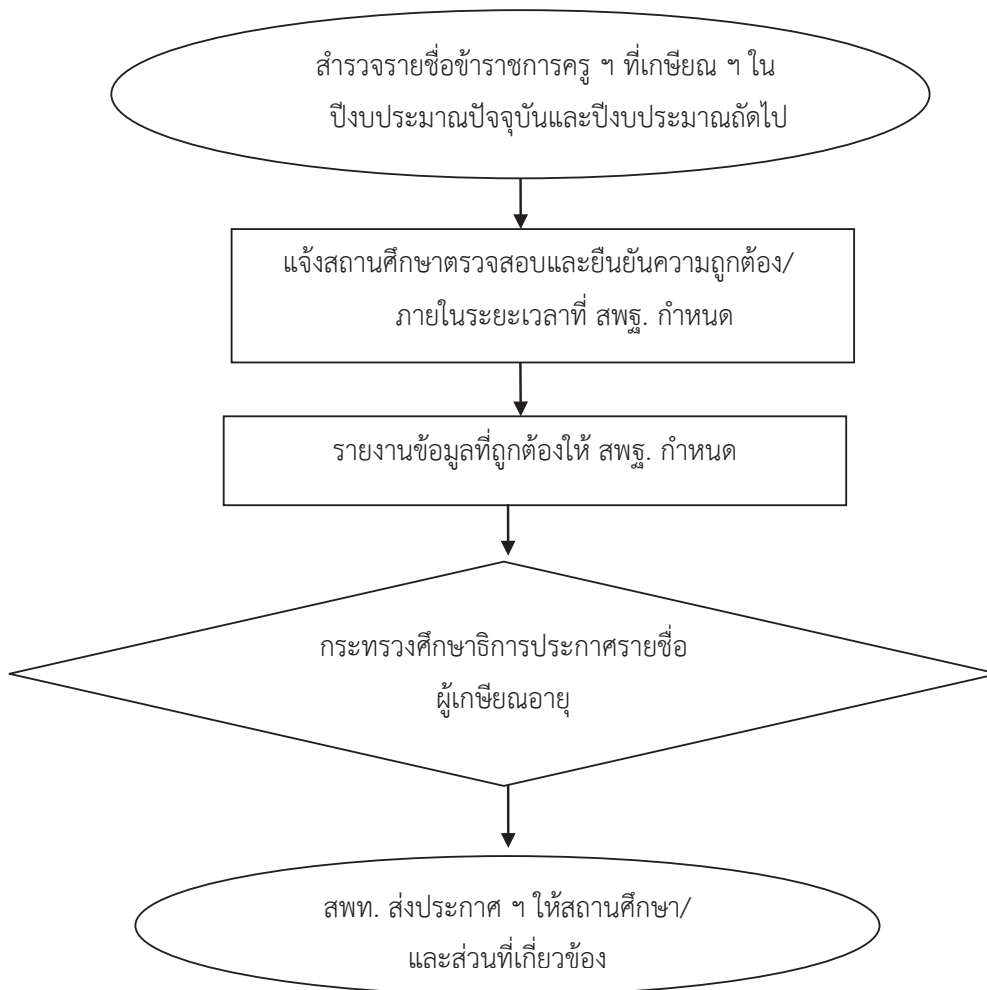 สำรวจรายชื่อข้าราชการครู ฯ ที่เกษียณ ฯ ใน
ปีงบประมาณปัจจุบันและปีงบประมาณถัดไป
แจ้งสถานศึกษาตรวจสอบและยืนยันความถูกต้อง/
ภายในระยะเวลาที่ สพฐ. กำหนด
รายงานข้อมูลที่ถูกต้องให้ สพฐ. กำหนด
กระทรวงศึกษาธิการประกาศรายชื่อ
ผู้เกษียณอายุ
สพท. ส่งประกาศ ฯ ให้สถานศึกษา/
และส่วนที่เกี่ยวข้อง